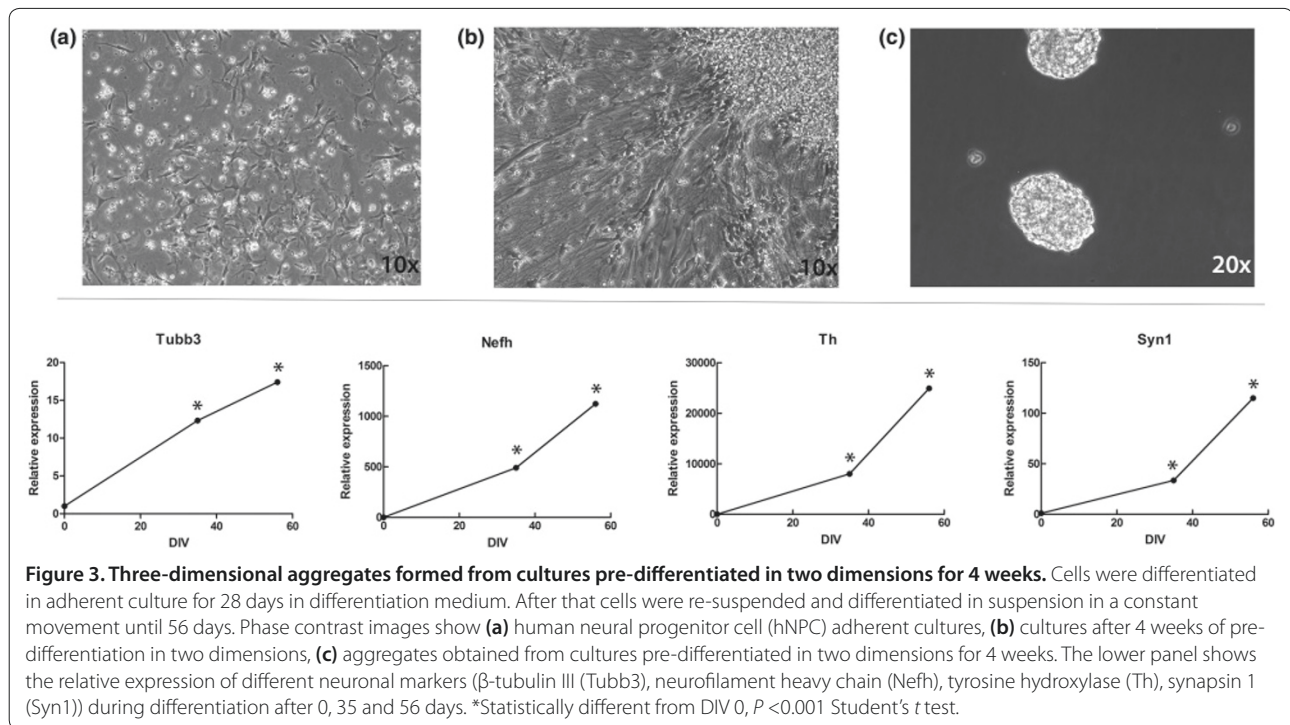 (a) (b) (c)
10x 10x 20x
Tubb3 Nefh Th Syn1
Relative expression
20
15
10
5
0
0 20 40 60
DIV
* *
Relative expression
1500
1000
500
0
0 20 40 60
DIV
* *
Relative expression
30000
20000
10000
0
0 20 40 60
DIV
* *
Relative expression
150
100
50
0
0 20 40 60
DIV
* *
Figure 3. Three-dimensional aggregates formed from cultures pre-differentiated in two dimensions for 4 weeks. Cells were differentiated
in adherent culture for 28 days in differentiation medium. After that cells were re-suspended and differentiated in suspension in a constant
movement until 56 days. Phase contrast images show (a) human neural progenitor cell (hNPC) adherent cultures, (b) cultures after 4 weeks of pre-
differentiation in two dimensions, (c) aggregates obtained from cultures pre-differentiated in two dimensions for 4 weeks. The lower panel shows
the relative expression of different neuronal markers (β-tubulin III (Tubb3), neurofilament heavy chain (Nefh), tyrosine hydroxylase (Th), synapsin 1
(Syn1)) during differentiation after 0, 35 and 56 days. *Statistically different from DIV 0, P <0.001 Student's t test.